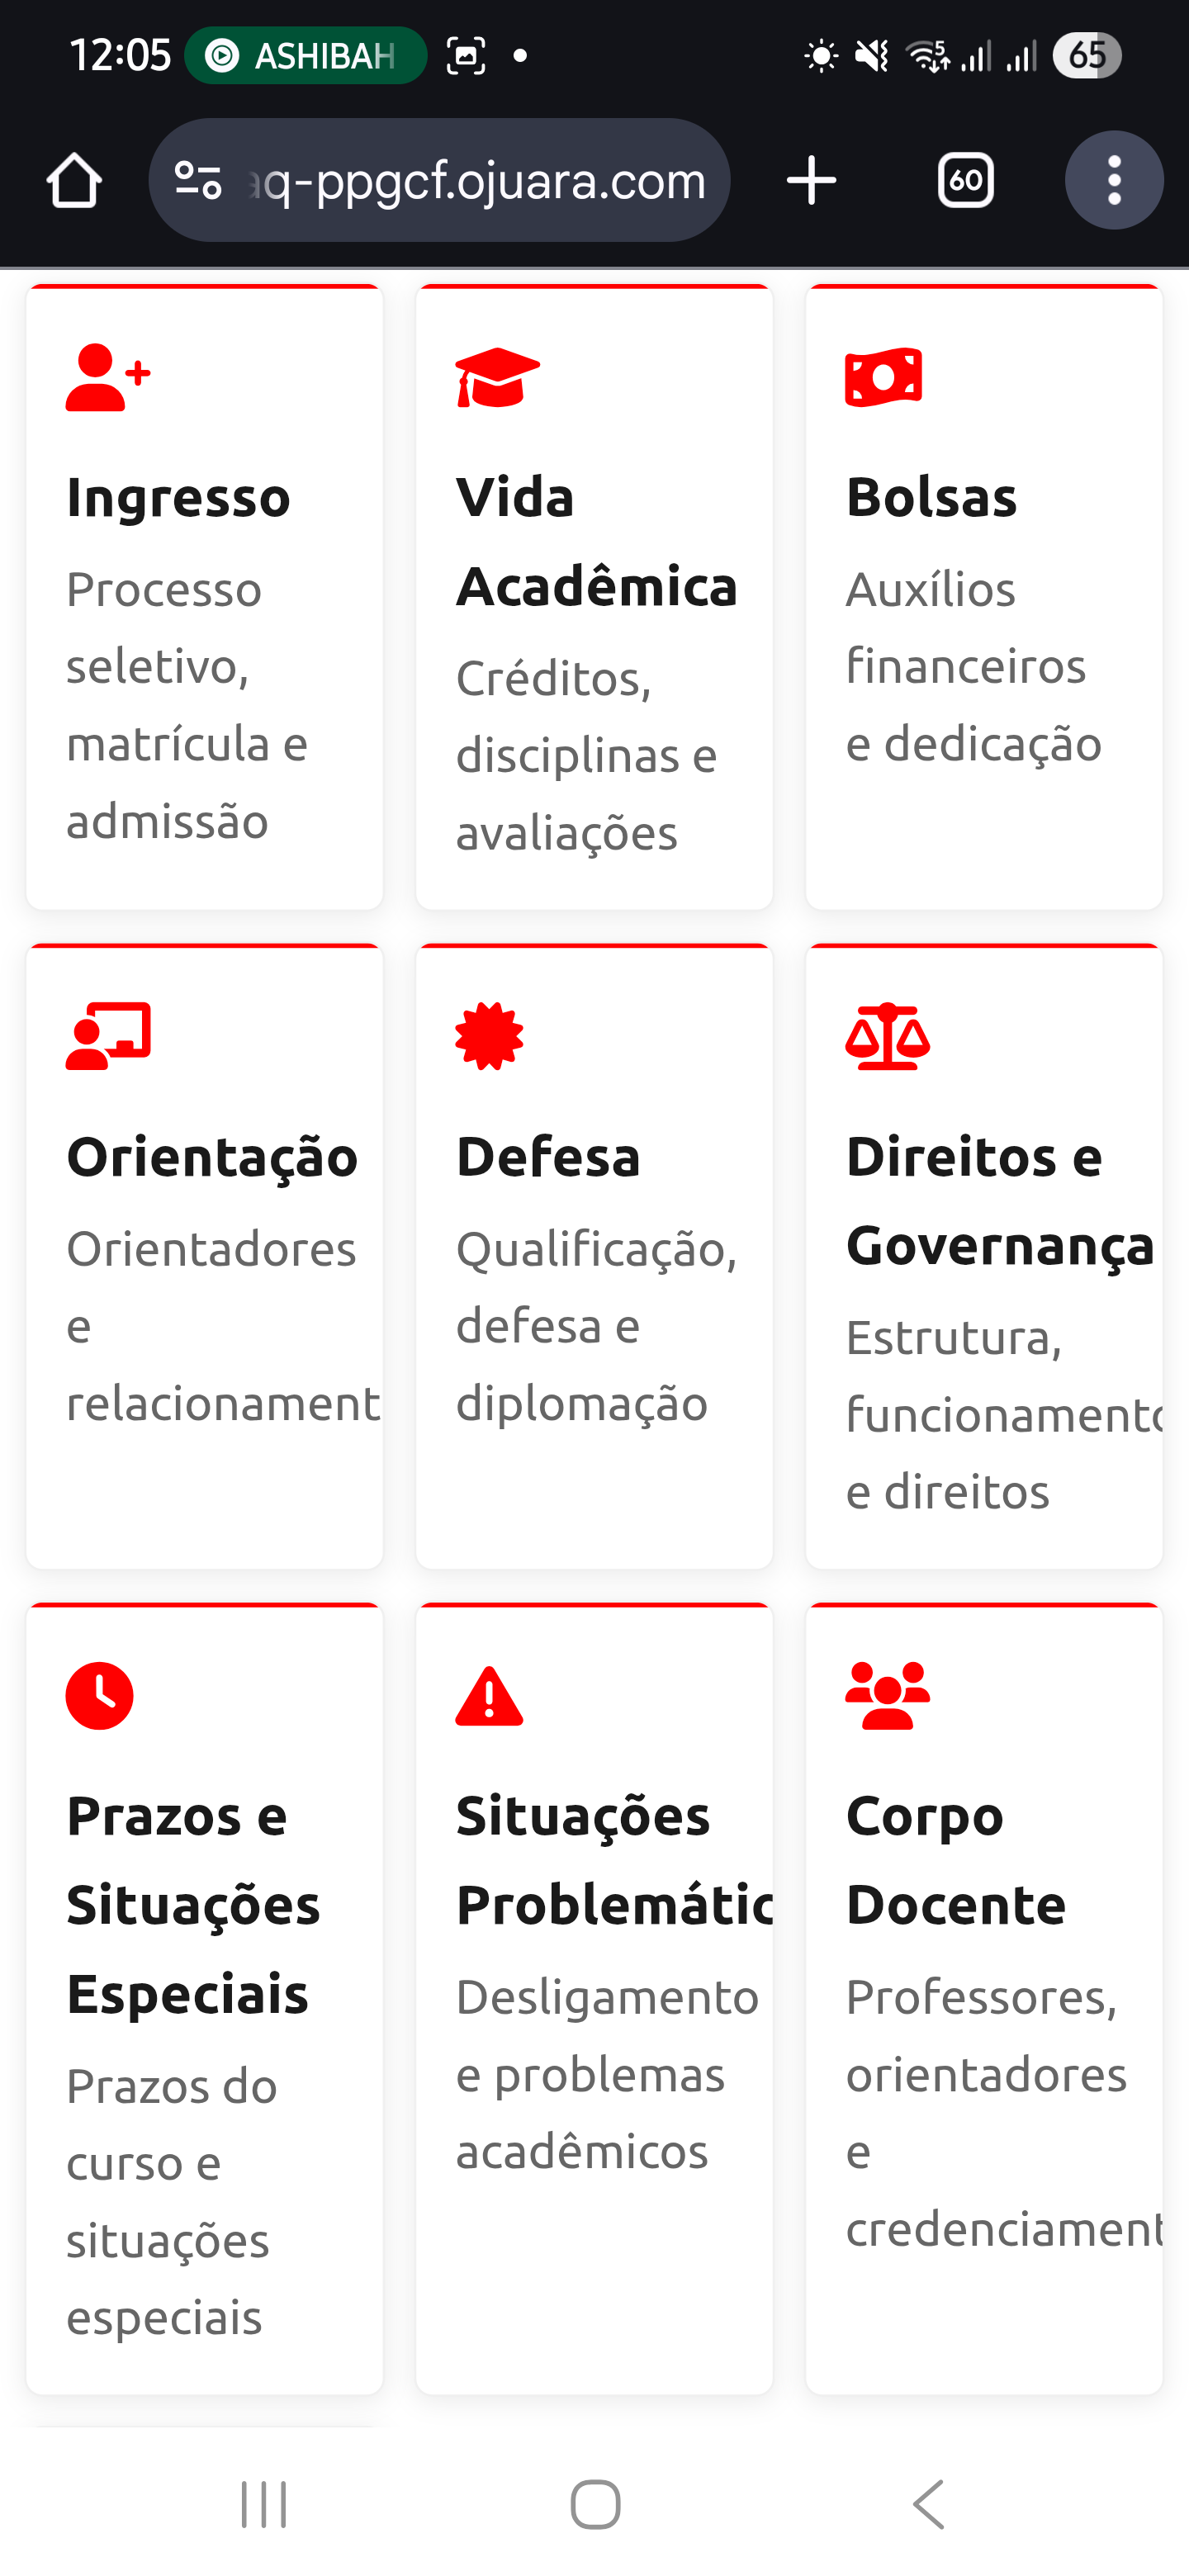 12:05 ASHIBAH 65
aq-ppgcf.ojuara.com 60
Ingresso
Processo
seletivo,
matrícula e
admissão
Vida
Acadêmica
Créditos,
disciplinas e
avaliações
Bolsas
Auxílios
financeiros
e dedicação
Orientação
Orientadores
e
relacionament
Defesa
Qualificação,
defesa e
diplomação
Direitos e
Governança
Estrutura,
funcionamento
e direitos
Prazos e
Situações
Especiais
Prazos do
curso e
situações
especiais
Situações
Problemátic
Desligamento
e problemas
acadêmicos
Corpo
Docente
Professores,
orientadores
e
credenciament